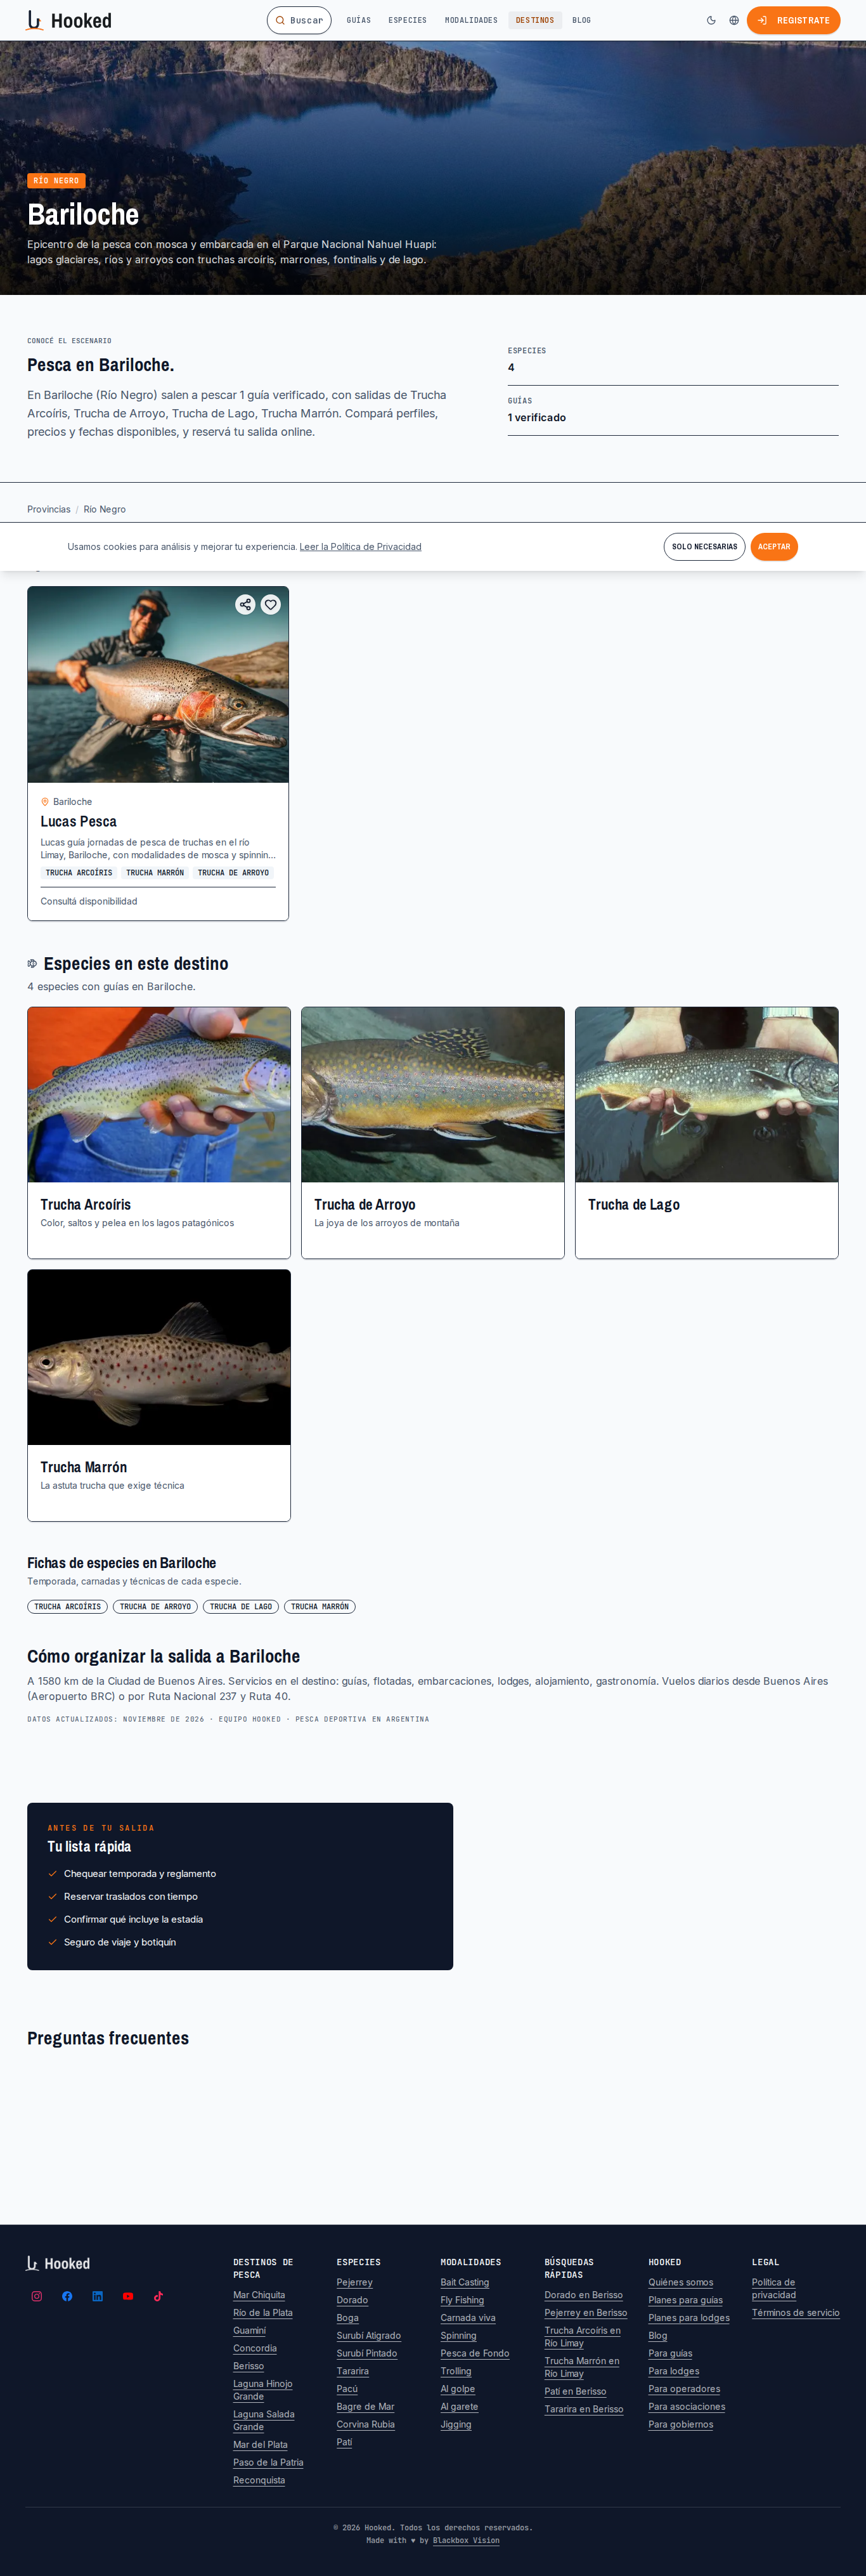 Hooked
Buscar
GUÍAS
ESPECIES
MODALIDADES
DESTINOS
BLOG
REGISTRATE
RÍO NEGRO
Bariloche
Epicentro de la pesca con mosca y embarcada en el Parque Nacional Nahuel Huapi:
lagos glaciares, ríos y arroyos con truchas arcoíris, marrones, fontinalis y de lago.
CONOCÉ EL ESCENARIO
Pesca en Bariloche.
En Bariloche (Río Negro) salen a pescar 1 guía verificado, con salidas de Trucha
Arcoíris, Trucha de Arroyo, Trucha de Lago, Trucha Marrón. Compará perfiles,
precios y fechas disponibles, y reservá tu salida online.
ESPECIES
4
GUÍAS
1 verificado
Provincias / Río Negro
Usamos cookies para análisis y mejorar tu experiencia. Leer la Política de Privacidad
SOLO NECESARIAS
ACEPTAR
Bariloche
Lucas Pesca
Lucas guía jornadas de pesca de truchas en el río
Limay, Bariloche, con modalidades de mosca y spinnin...
TRUCHA ARCOÍRIS
TRUCHA MARRÓN
TRUCHA DE ARROYO
Consultá disponibilidad
Especies en este destino
4 especies con guías en Bariloche.
Trucha Arcoíris
Color, saltos y pelea en los lagos patagónicos
Trucha de Arroyo
La joya de los arroyos de montaña
Trucha de Lago
Trucha Marrón
La astuta trucha que exige técnica
Fichas de especies en Bariloche
Temporada, carnadas y técnicas de cada especie.
TRUCHA ARCOÍRIS
TRUCHA DE ARROYO
TRUCHA DE LAGO
TRUCHA MARRÓN
Cómo organizar la salida a Bariloche
A 1580 km de la Ciudad de Buenos Aires. Servicios en el destino: guías, flotadas, embarcaciones, lodges, alojamiento, gastronomía. Vuelos diarios desde Buenos Aires
(Aeropuerto BRC) o por Ruta Nacional 237 y Ruta 40.
DATOS ACTUALIZADOS: NOVIEMBRE DE 2026 · EQUIPO HOOKED · PESCA DEPORTIVA EN ARGENTINA
ANTES DE TU SALIDA
Tu lista rápida
Chequear temporada y reglamento
Reservar traslados con tiempo
Confirmar qué incluye la estadía
Seguro de viaje y botiquín
Preguntas frecuentes
Hooked
DESTINOS DE
PESCA
Mar Chiquita
Río de la Plata
Guaminí
Concordia
Berisso
Laguna Hinojo
Grande
Laguna Salada
Grande
Mar del Plata
Paso de la Patria
Reconquista
ESPECIES
Pejerrey
Dorado
Boga
Surubí Atigrado
Surubí Pintado
Tararira
Pacú
Bagre de Mar
Corvina Rubia
Patí
MODALIDADES
Bait Casting
Fly Fishing
Carnada viva
Spinning
Pesca de Fondo
Trolling
Al golpe
Al garete
Jigging
BÚSQUEDAS
RÁPIDAS
Dorado en Berisso
Pejerrey en Berisso
Trucha Arcoíris en
Río Limay
Trucha Marrón en
Río Limay
Patí en Berisso
Tararira en Berisso
HOOKED
Quiénes somos
Planes para guías
Planes para lodges
Blog
Para guías
Para lodges
Para operadores
Para asociaciones
Para gobiernos
LEGAL
Política de
privacidad
Términos de servicio
© 2026 Hooked. Todos los derechos reservados.
Made with ♥ by Blackbox Vision